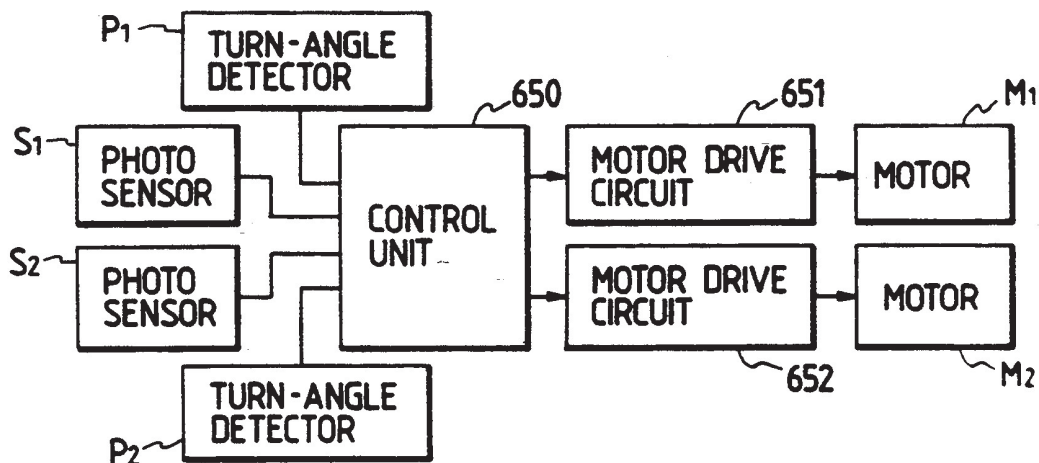 P1
TURN-ANGLE
DETECTOR
S1
PHOTO
SENSOR
S2
PHOTO
SENSOR
P2
TURN-ANGLE
DETECTOR
650
CONTROL
UNIT
651
MOTOR DRIVE
CIRCUIT
MOTOR DRIVE
CIRCUIT
652
M1
MOTOR
MOTOR
M2